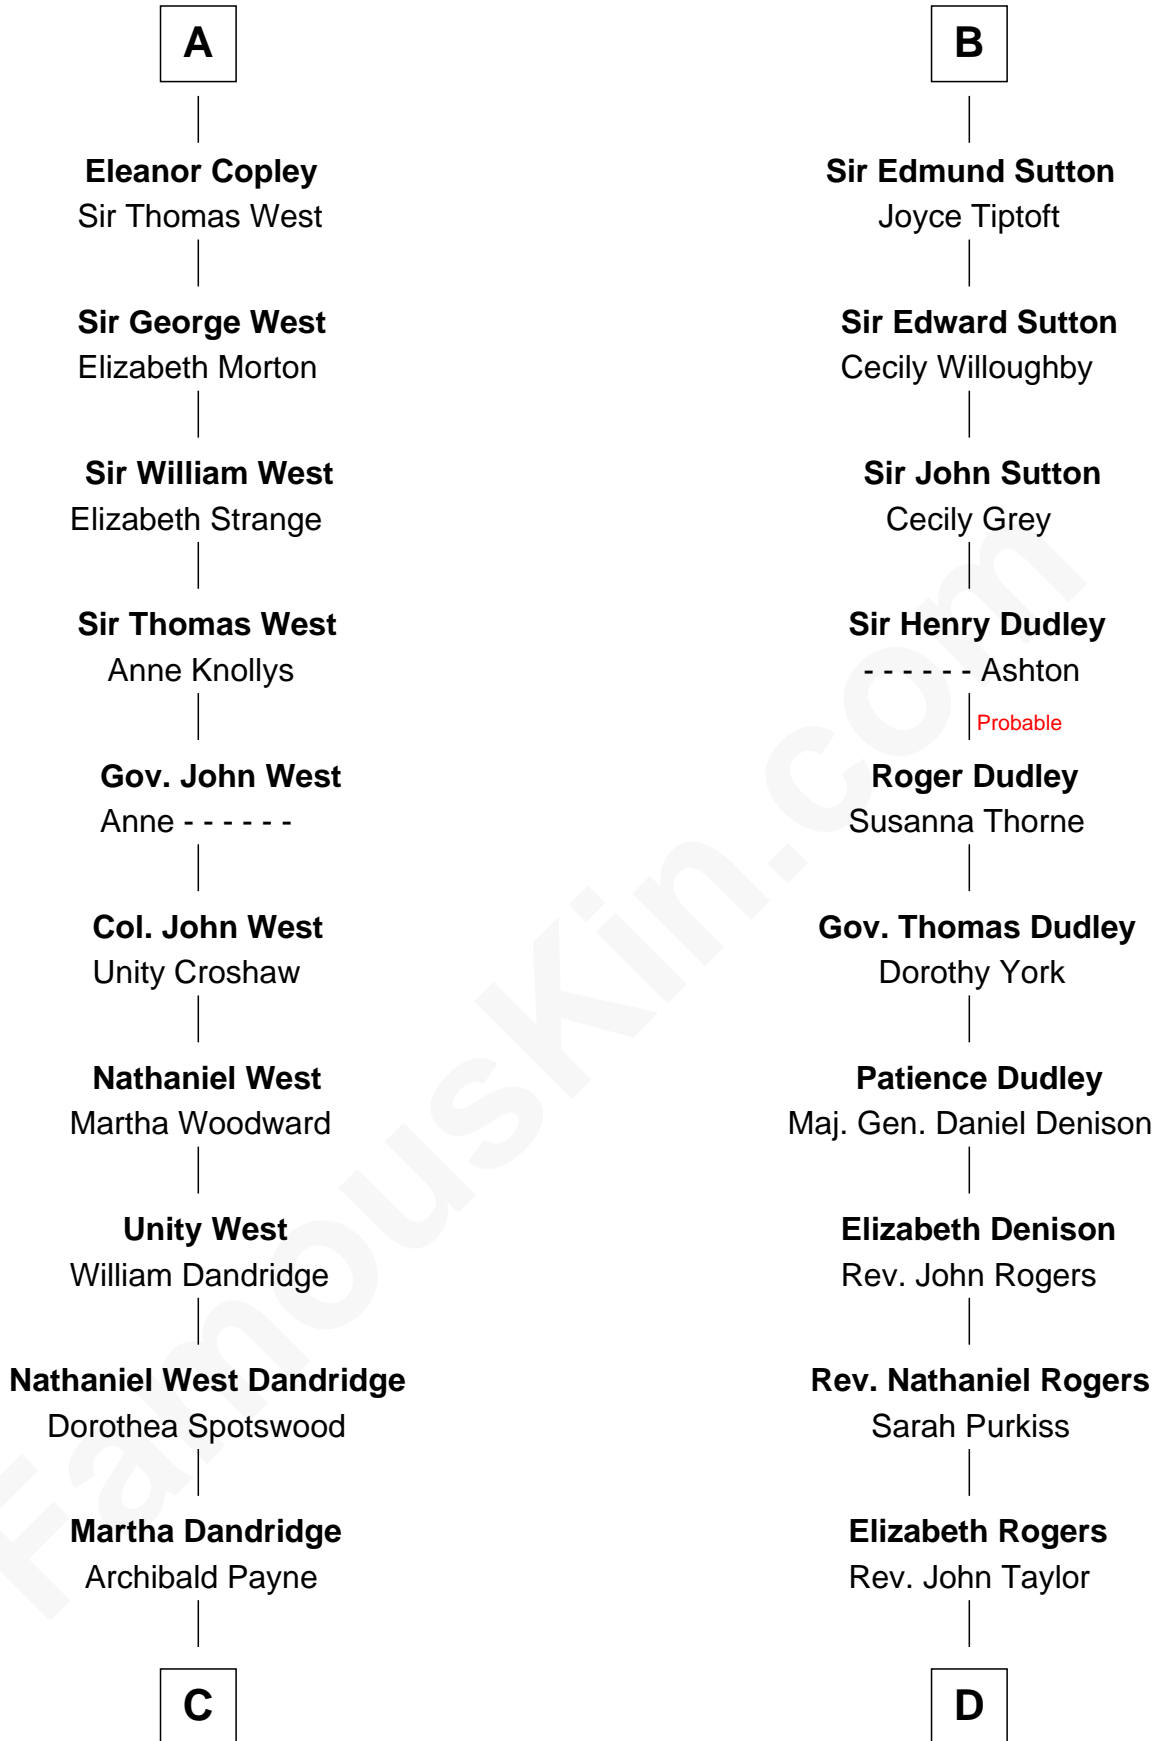 A
Eleanor Copley
Sir Thomas West
Sir George West
Elizabeth Morton
Sir William West
Elizabeth Strange
Sir Thomas West
Anne Knollys
Gov. John West
Anne - - - - - -
Col. John West
Unity Croshaw
Nathaniel West
Martha Woodward
Unity West
William Dandridge
Nathaniel West Dandridge
Dorothea Spotswood
Martha Dandridge
Archibald Payne
C
B
Sir Edmund Sutton
Joyce Tiptoft
Sir Edward Sutton
Cecily Willoughby
Sir John Sutton
Cecily Grey
Sir Henry Dudley
- - - - - - Ashton
Probable
Roger Dudley
Susanna Thorne
Gov. Thomas Dudley
Dorothy York
Patience Dudley
Maj. Gen. Daniel Denison
Elizabeth Denison
Rev. John Rogers
Rev. Nathaniel Rogers
Sarah Purkiss
Elizabeth Rogers
Rev. John Taylor
D
FamousKin.com